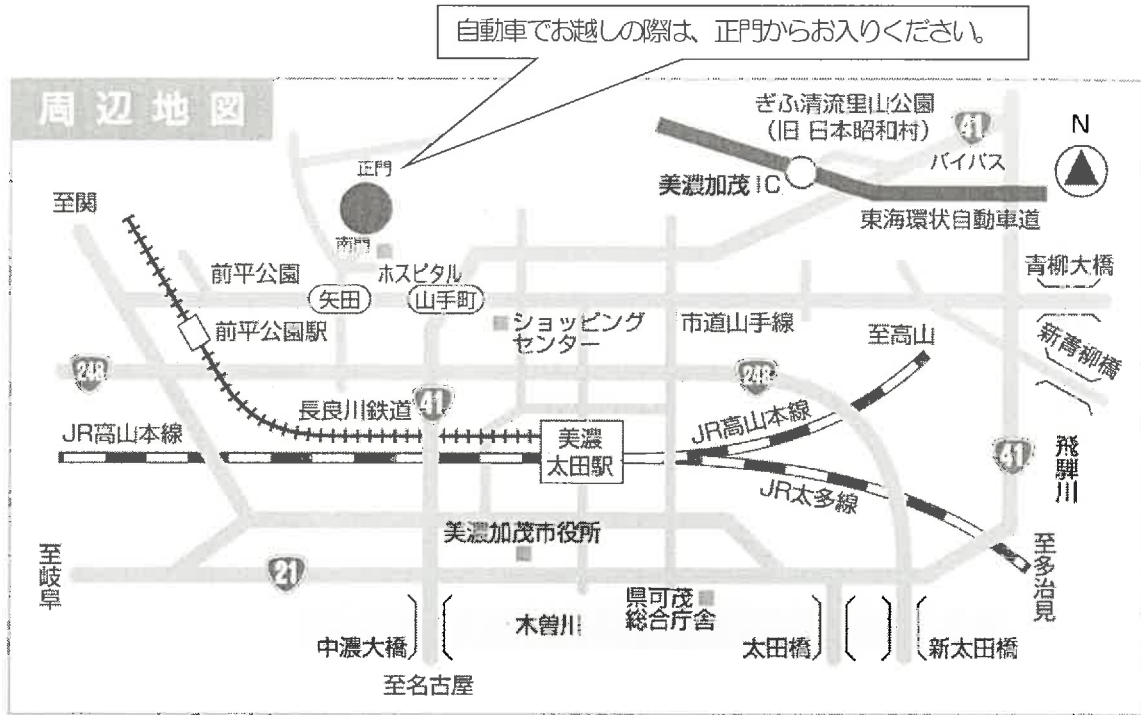 自動車でお越しの際は、正門からお入りください。
周辺地図
ぎふ清流里山公園
(旧 日本昭和村)
41
バイパス
N
正門
美濃加茂IC
東海環状自動車道
至関
南門
ホスピタル
前平公園
矢田
山手町
青柳大橋
前平公園駅
ショッピング
センター
市道山手線
至高山
新青柳橋
248
248
長良川鉄道
41
JR高山本線
美濃
太田駅
JR高山本線
41
飛騨川
JR太多線
美濃加茂市役所
至岐阜
21
至多治見
県可茂
総合庁舎
木曽川
中濃大橋
太田橋
新太田橋
至名古屋